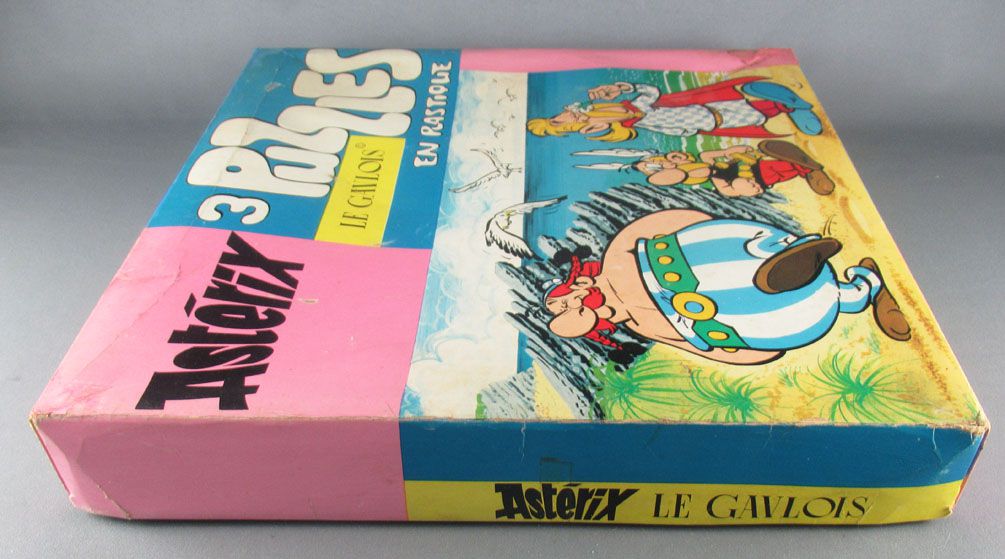 Astérix
LE GAVLOIS©
3 PUZZLES
EN PLASTIQUE
Astérix LE GAVLOIS